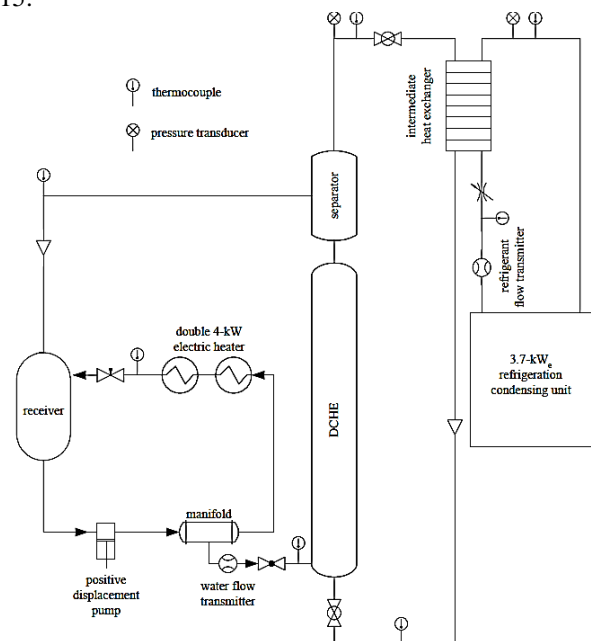 13.
thermocouple
pressure transducer
intermediate
heat exchanger
separator
refrigerant
flow transmitter
double 4-kW
electric heater
3.7-kWe
refrigeration
condensing unit
receiver
DCHE
manifold
positive
displacement
pump
water flow
transmitter